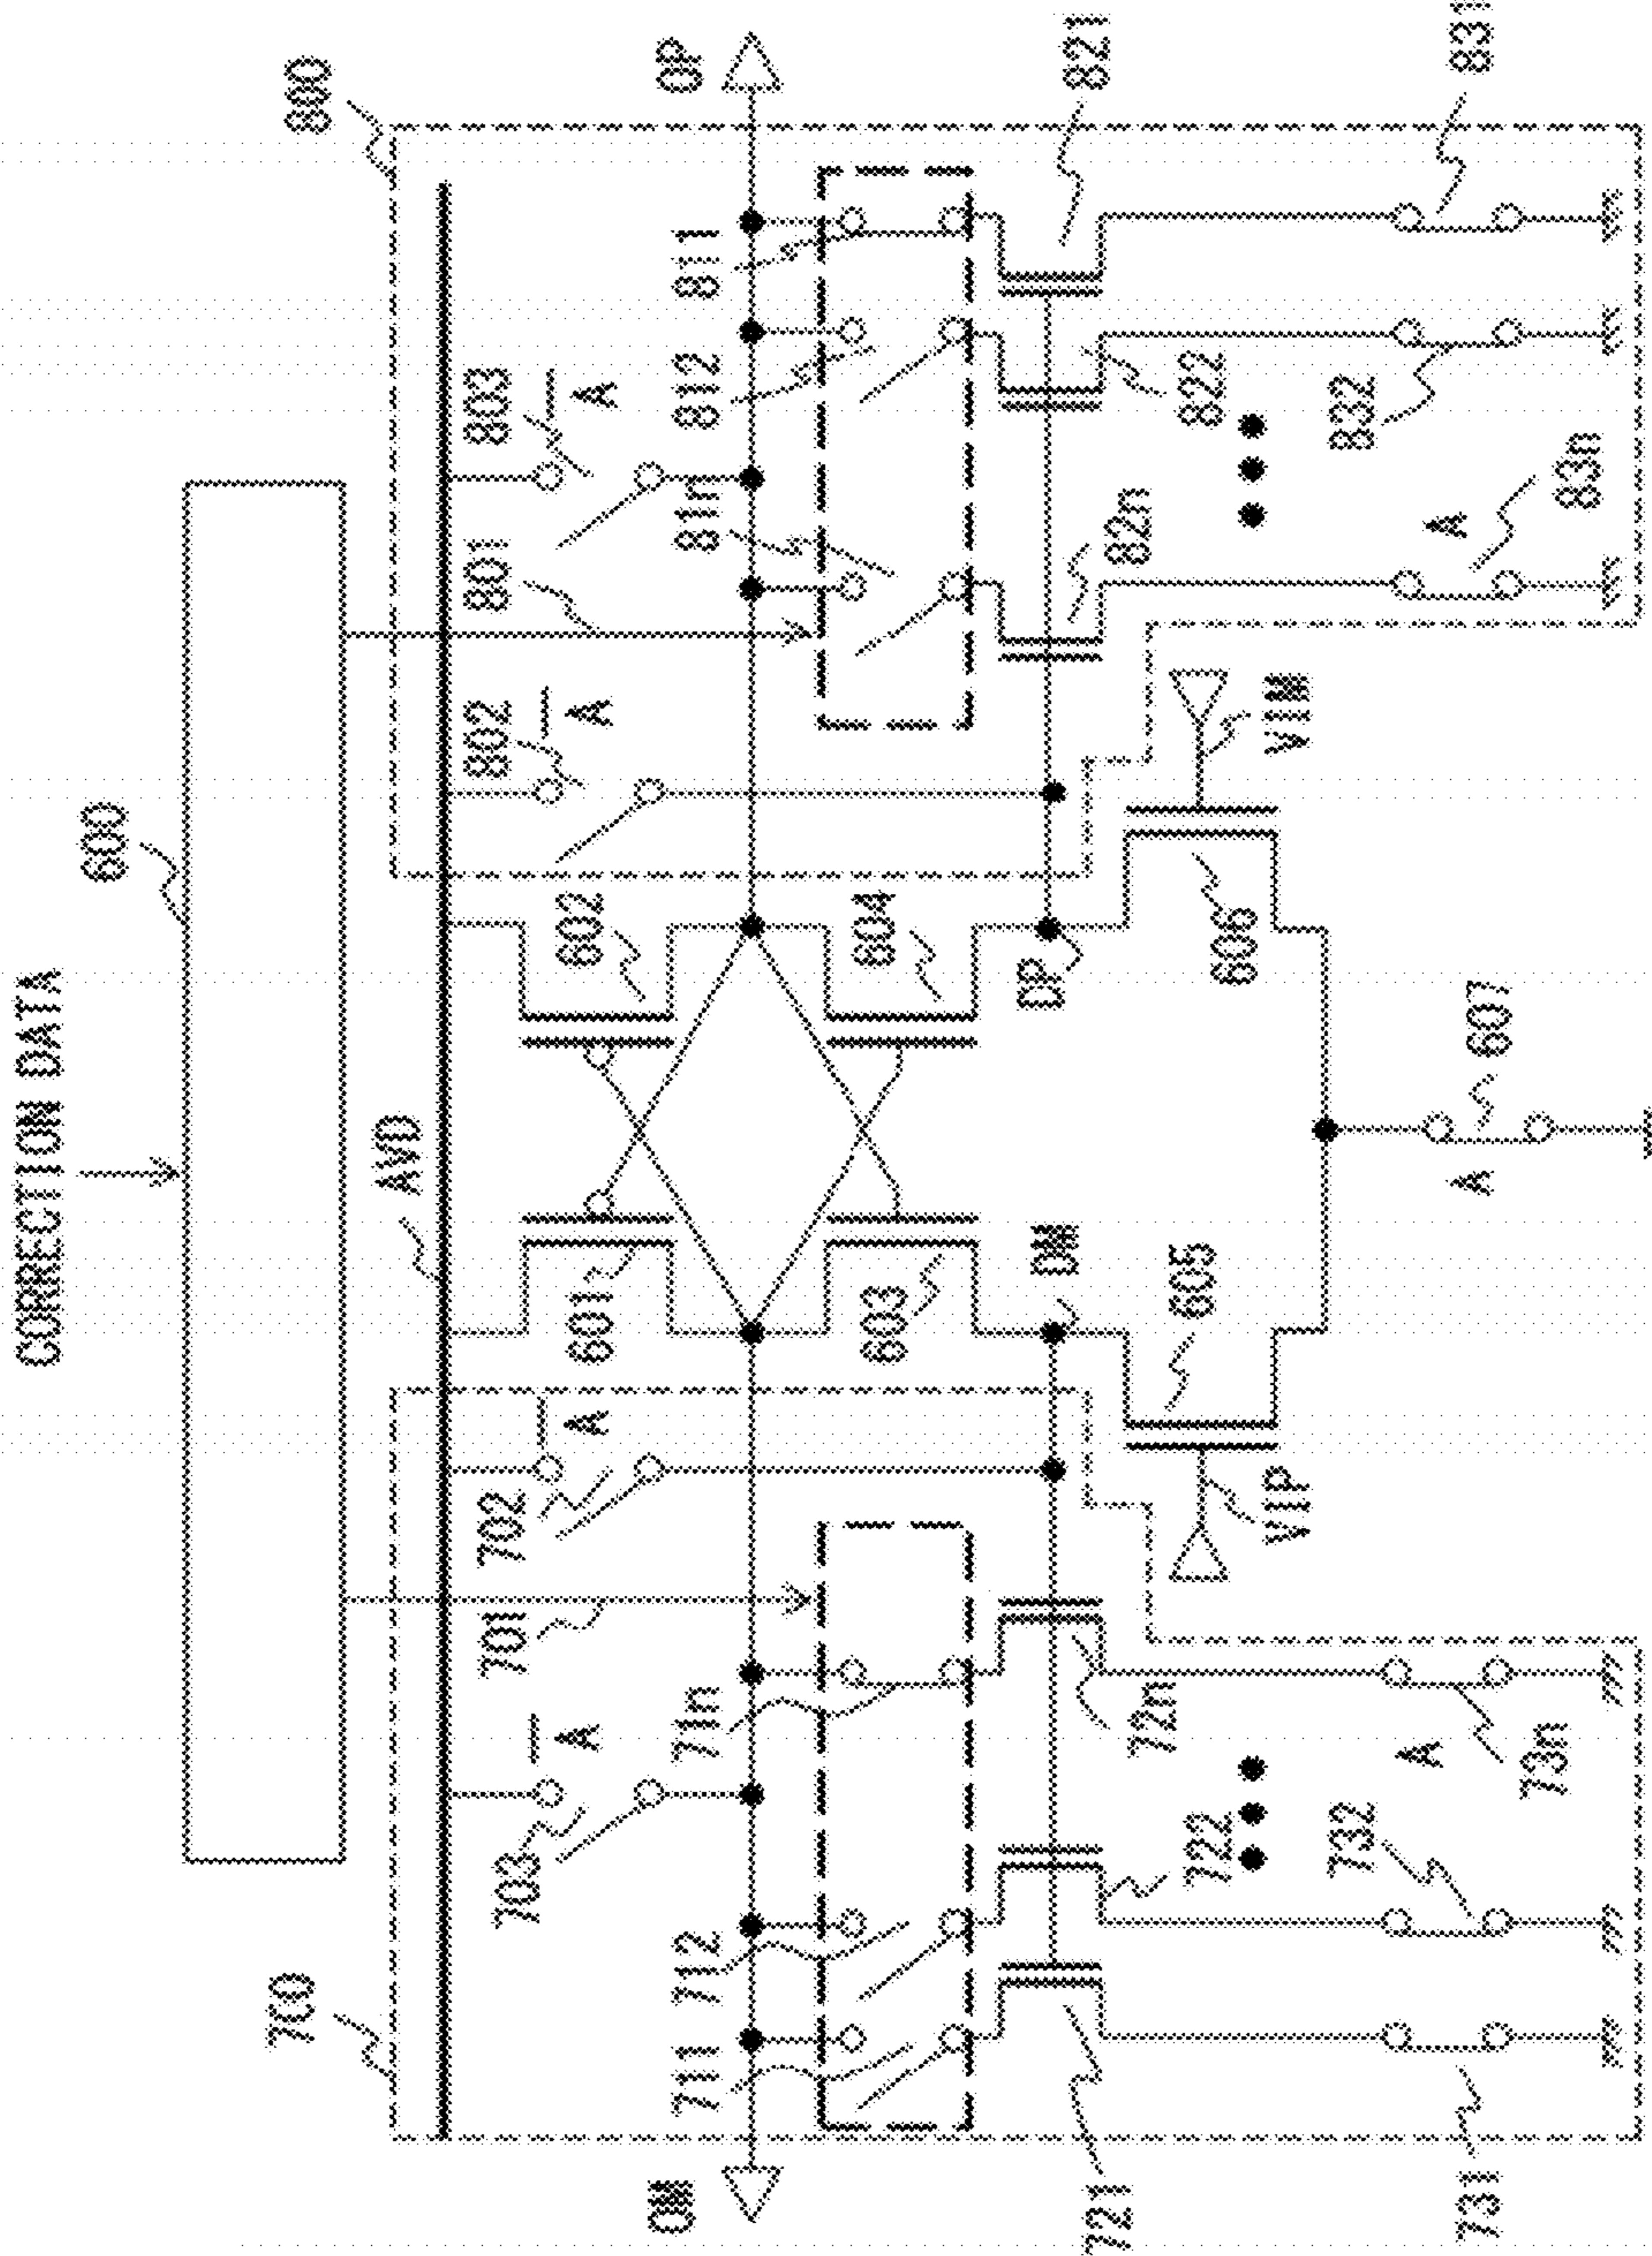 CORRECTION DATA
600
AVD
700
800
702
A
701
703
A
802
A
801
803
A
601
602
603
604
OM
711
712
71n
81n
812
811
OP
DM
DP
721
722
72n
VIP
605
606
VIM
82n
822
821
731
732
73n
A
A
607
A
83n
832
831